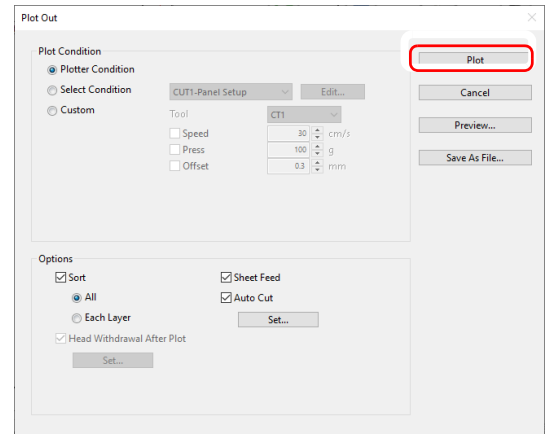 Plot Out
Plot Condition
Plotter Condition
Select Condition
CUT1-Panel Setup
Edit...
Custom
Tool
CT1
Speed
30
cm/s
Press
100
g
Offset
0.3
mm
Plot
Cancel
Preview...
Save As File...
Options
Sort
All
Each Layer
Head Withdrawal After Plot
Set...
Sheet Feed
Auto Cut
Set...